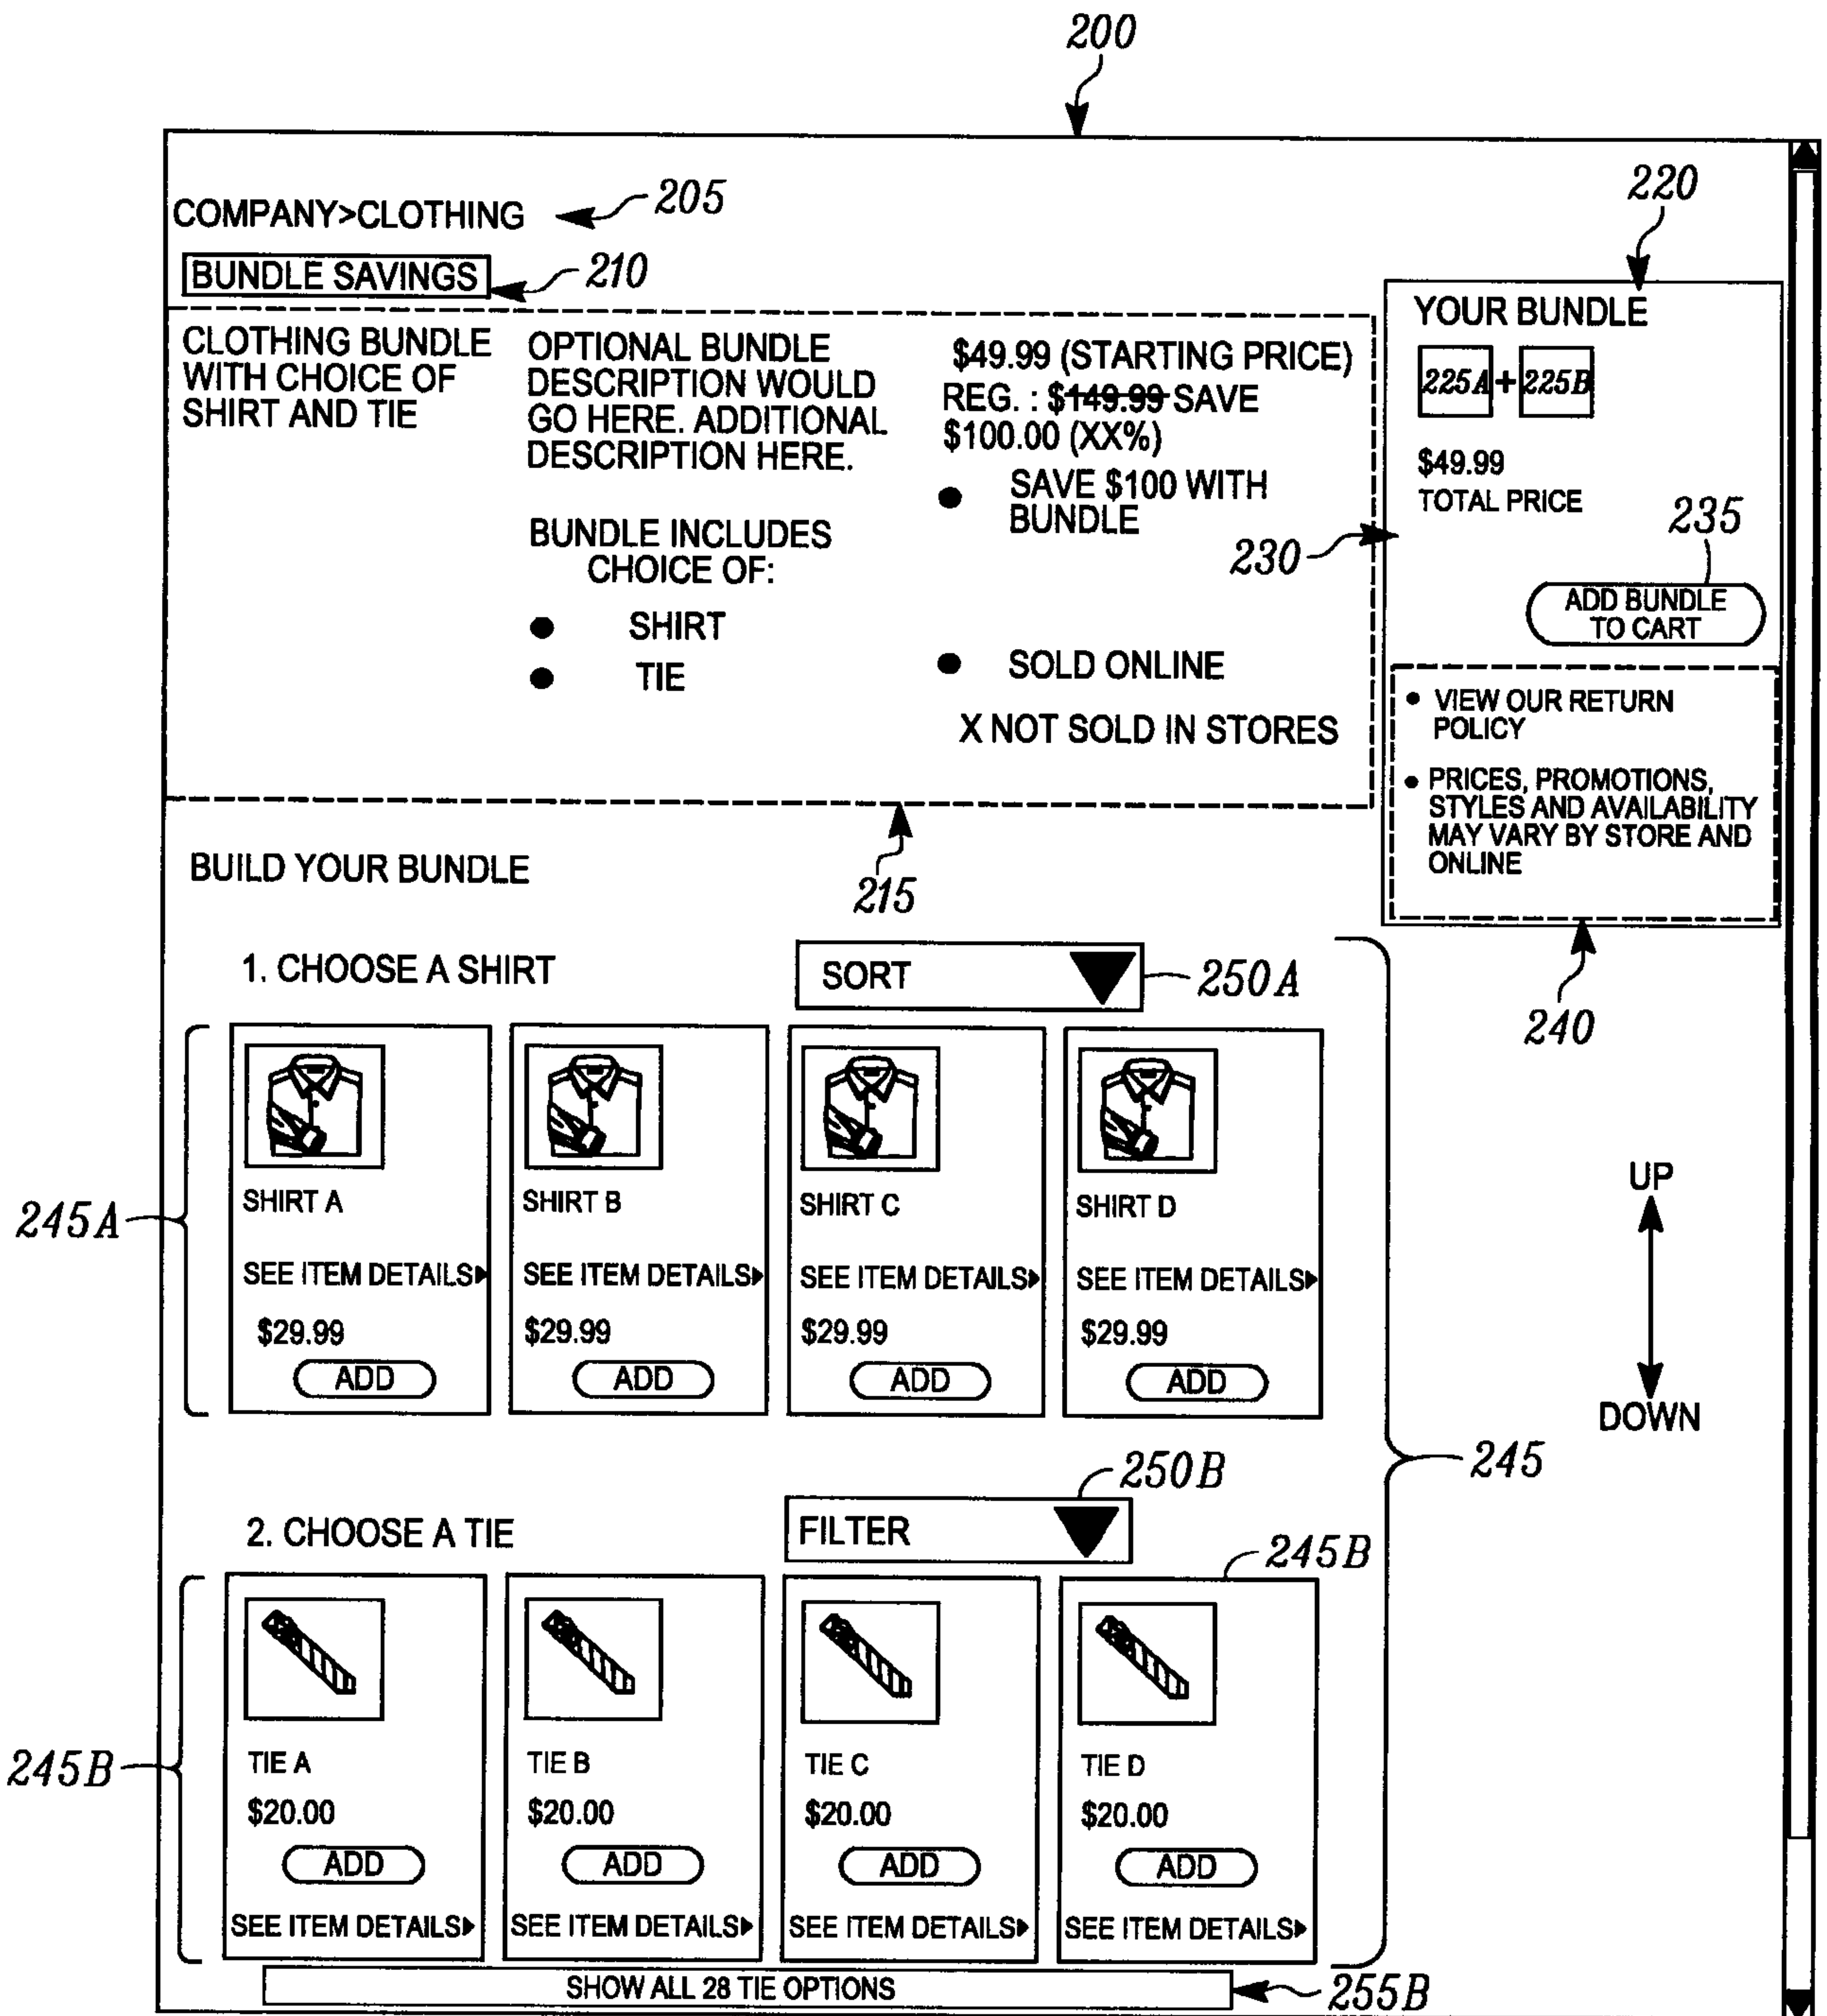 200
COMPANY>CLOTHING
205
220
BUNDLE SAVINGS
210
CLOTHING BUNDLE
WITH CHOICE OF
SHIRT AND TIE
OPTIONAL BUNDLE
DESCRIPTION WOULD
GO HERE. ADDITIONAL
DESCRIPTION HERE.
BUNDLE INCLUDES
CHOICE OF:
● SHIRT
● TIE
$49.99 (STARTING PRICE)
REG. : $149.99 SAVE
$100.00 (XX%)
● SAVE $100 WITH
BUNDLE
● SOLD ONLINE
X NOT SOLD IN STORES
YOUR BUNDLE
225A + 225B
$49.99
TOTAL PRICE
230
235
ADD BUNDLE
TO CART
● VIEW OUR RETURN
POLICY
● PRICES, PROMOTIONS,
STYLES AND AVAILABILITY
MAY VARY BY STORE AND
ONLINE
240
215
BUILD YOUR BUNDLE
1. CHOOSE A SHIRT
SORT
250A
245A
SHIRT A
SEE ITEM DETAILS
$29.99
ADD
SHIRT B
SEE ITEM DETAILS
$29.99
ADD
SHIRT C
SEE ITEM DETAILS
$29.99
ADD
SHIRT D
SEE ITEM DETAILS
$29.99
ADD
UP
DOWN
245
2. CHOOSE A TIE
FILTER
250B
245B
245B
TIE A
$20.00
ADD
SEE ITEM DETAILS
TIE B
$20.00
ADD
SEE ITEM DETAILS
TIE C
$20.00
ADD
SEE ITEM DETAILS
TIE D
$20.00
ADD
SEE ITEM DETAILS
SHOW ALL 28 TIE OPTIONS
255B